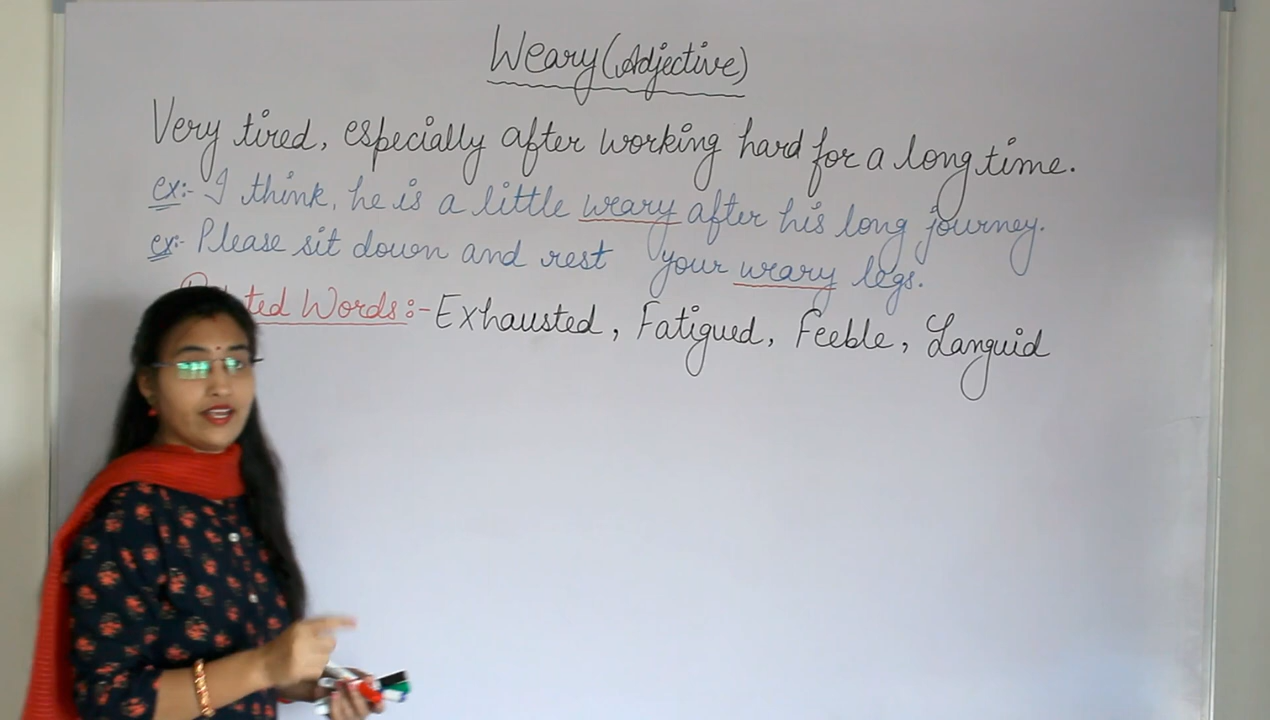 Weary (Adjective)
Very tired, especially after working hard for a long time.
ex:- I think, he is a little weary after his long journey.
ex:- Please sit down and rest your weary legs.
Words:- Exhausted, Fatigued, Feeble, Languid